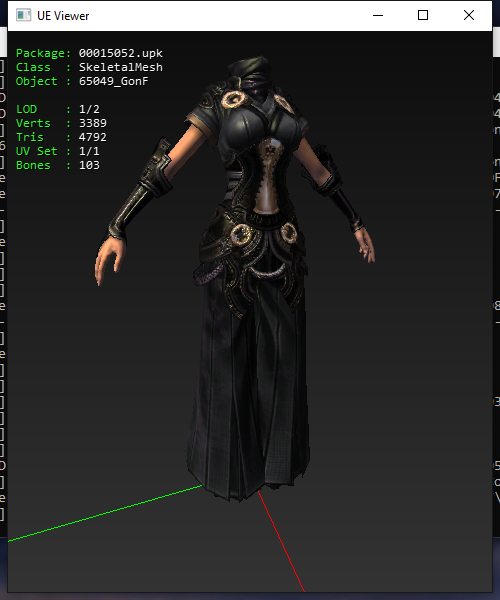 UE Viewer
Package: 00015052.upk
Class : SkeletalMesh
Object : 65049_GonF
LOD : 1/2
Verts : 3389
Tris : 4792
UV Set : 1/1
Bones : 103